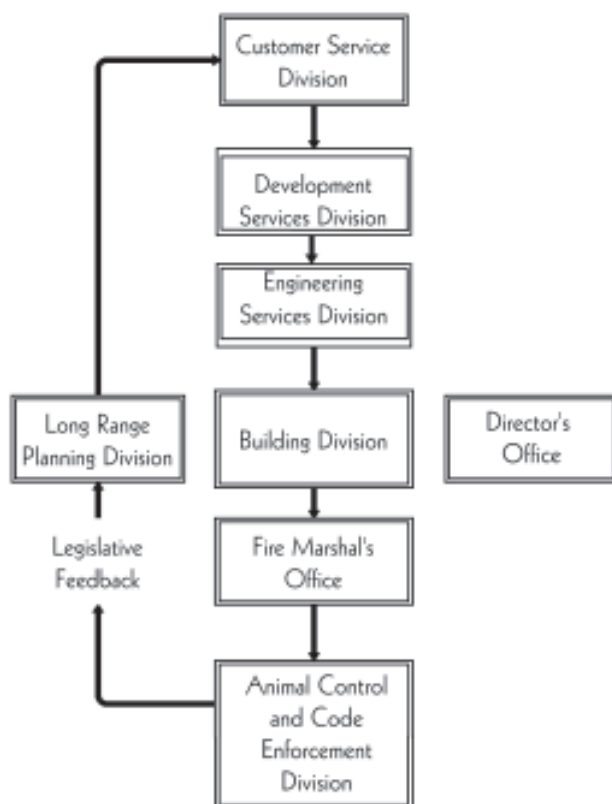 Customer Service
Division
Development
Services Division
Engineering
Services Division
Long Range
Planning Division
Building Division
Director's
Office
Legislative
Feedback
Fire Marshal's
Office
Animal Control
and Code
Enforcement
Division